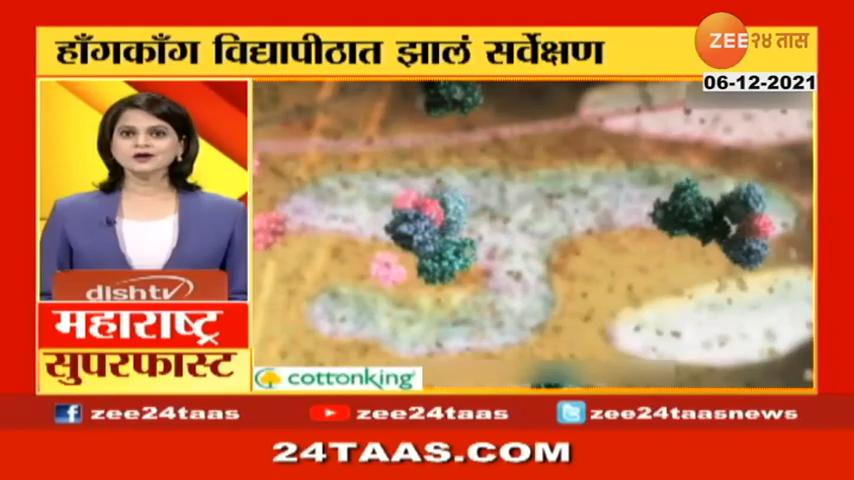 हाँगकाँग विद्यापीठात झालं सर्वेक्षण
ZEE २४ तास
06-12-2021
dishtv
महाराष्ट्र
सुपरफास्ट
cottonking
zee24taas
zee24taas
zee24taasnews
24TAAS.COM